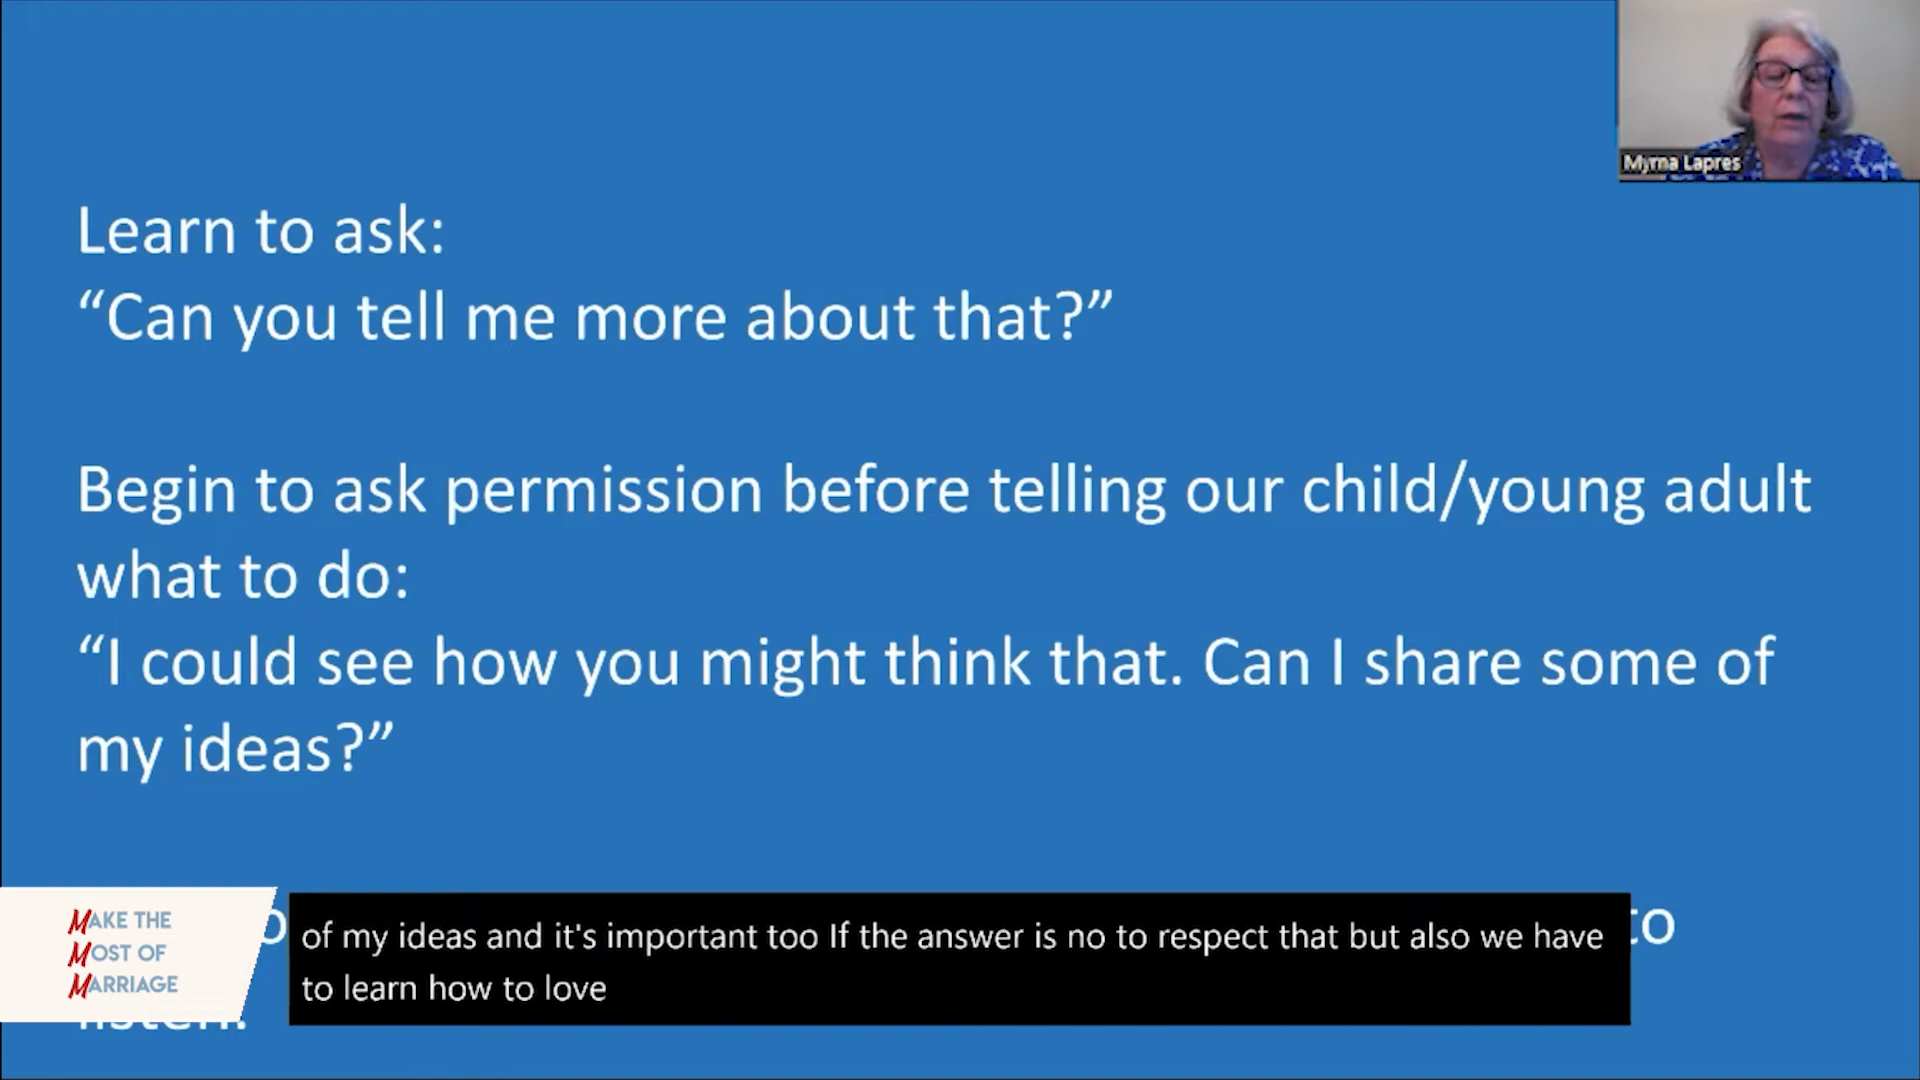 Myrna Lapres
Learn to ask:
“Can you tell me more about that?”
Begin to ask permission before telling our child/young adult
what to do:
“I could see how you might think that. Can I share some of
my ideas?”
to
listen.
MAKE THE
MOST OF
MARRIAGE
of my ideas and it's important too If the answer is no to respect that but also we have
to learn how to love